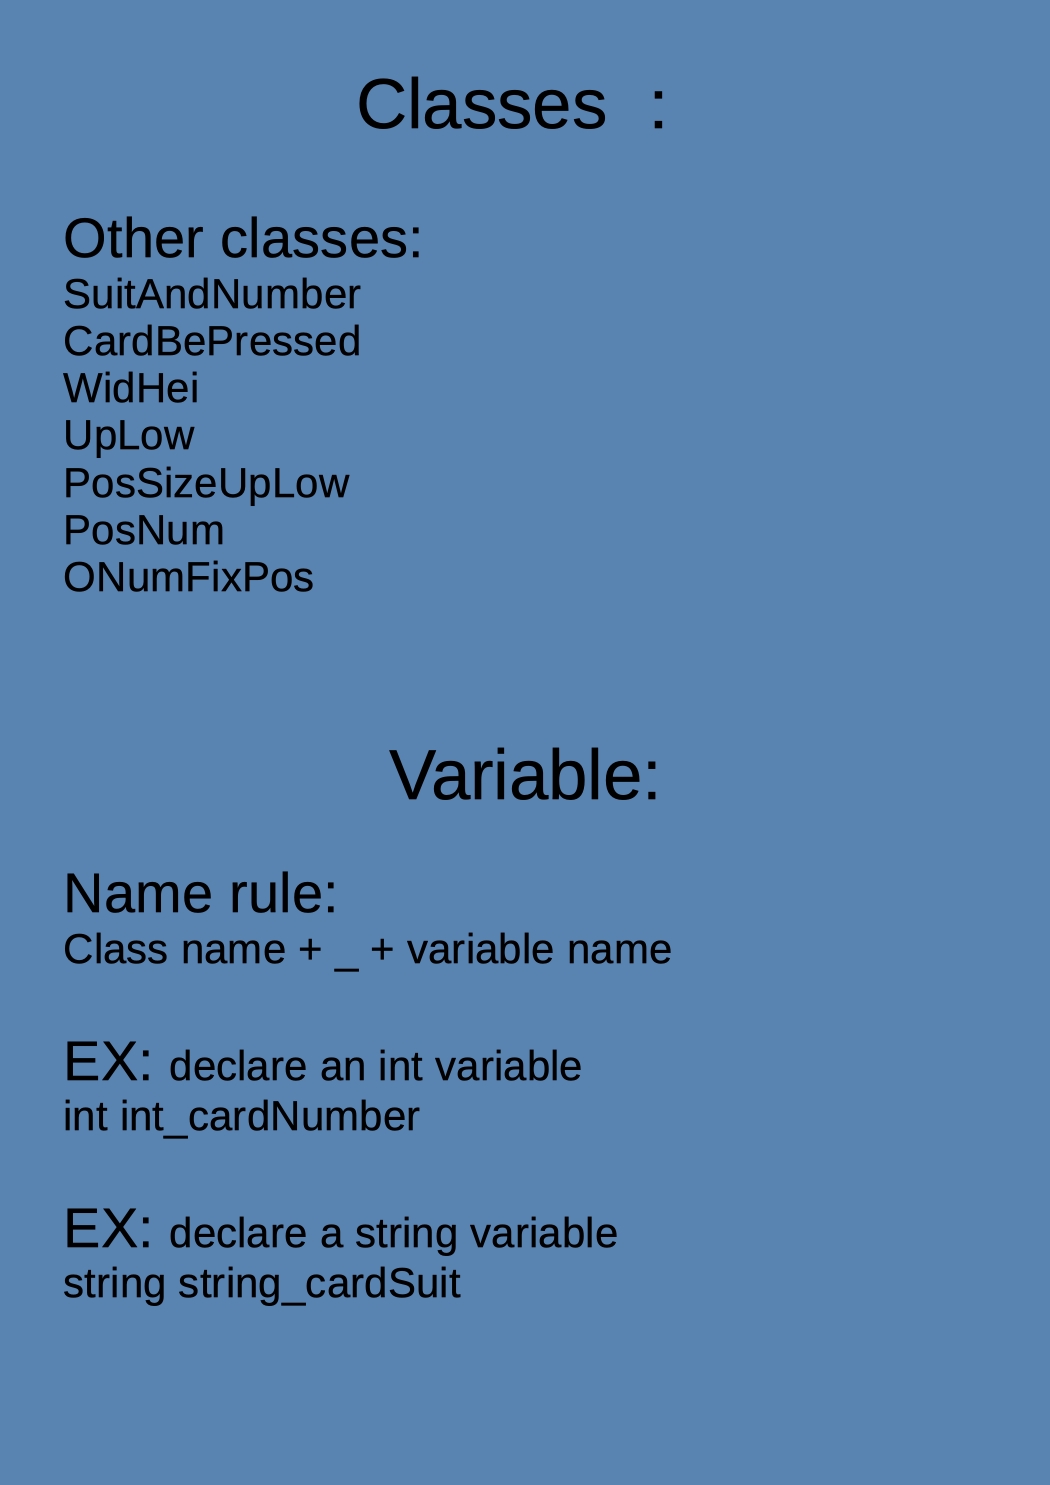 Classes :
Other classes:
SuitAndNumber
CardBePressed
WidHei
UpLow
PosSizeUpLow
PosNum
ONumFixPos
Variable:
Name rule:
Class name + _ + variable name
EX: declare an int variable
int int_cardNumber
EX: declare a string variable
string string_cardSuit